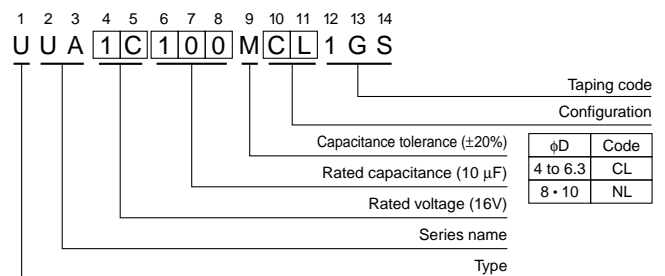 1 2 3 4 5 6 7 8 9 10 11 12 13 14
U U A 1 C 1 0 0 M C L 1 G S
Taping code
Configuration
Capacitance tolerance (±20%)
Rated capacitance (10 µF)
Rated voltage (16V)
Series name
Type
ϕD Code
4 to 6.3 CL
8 • 10 NL